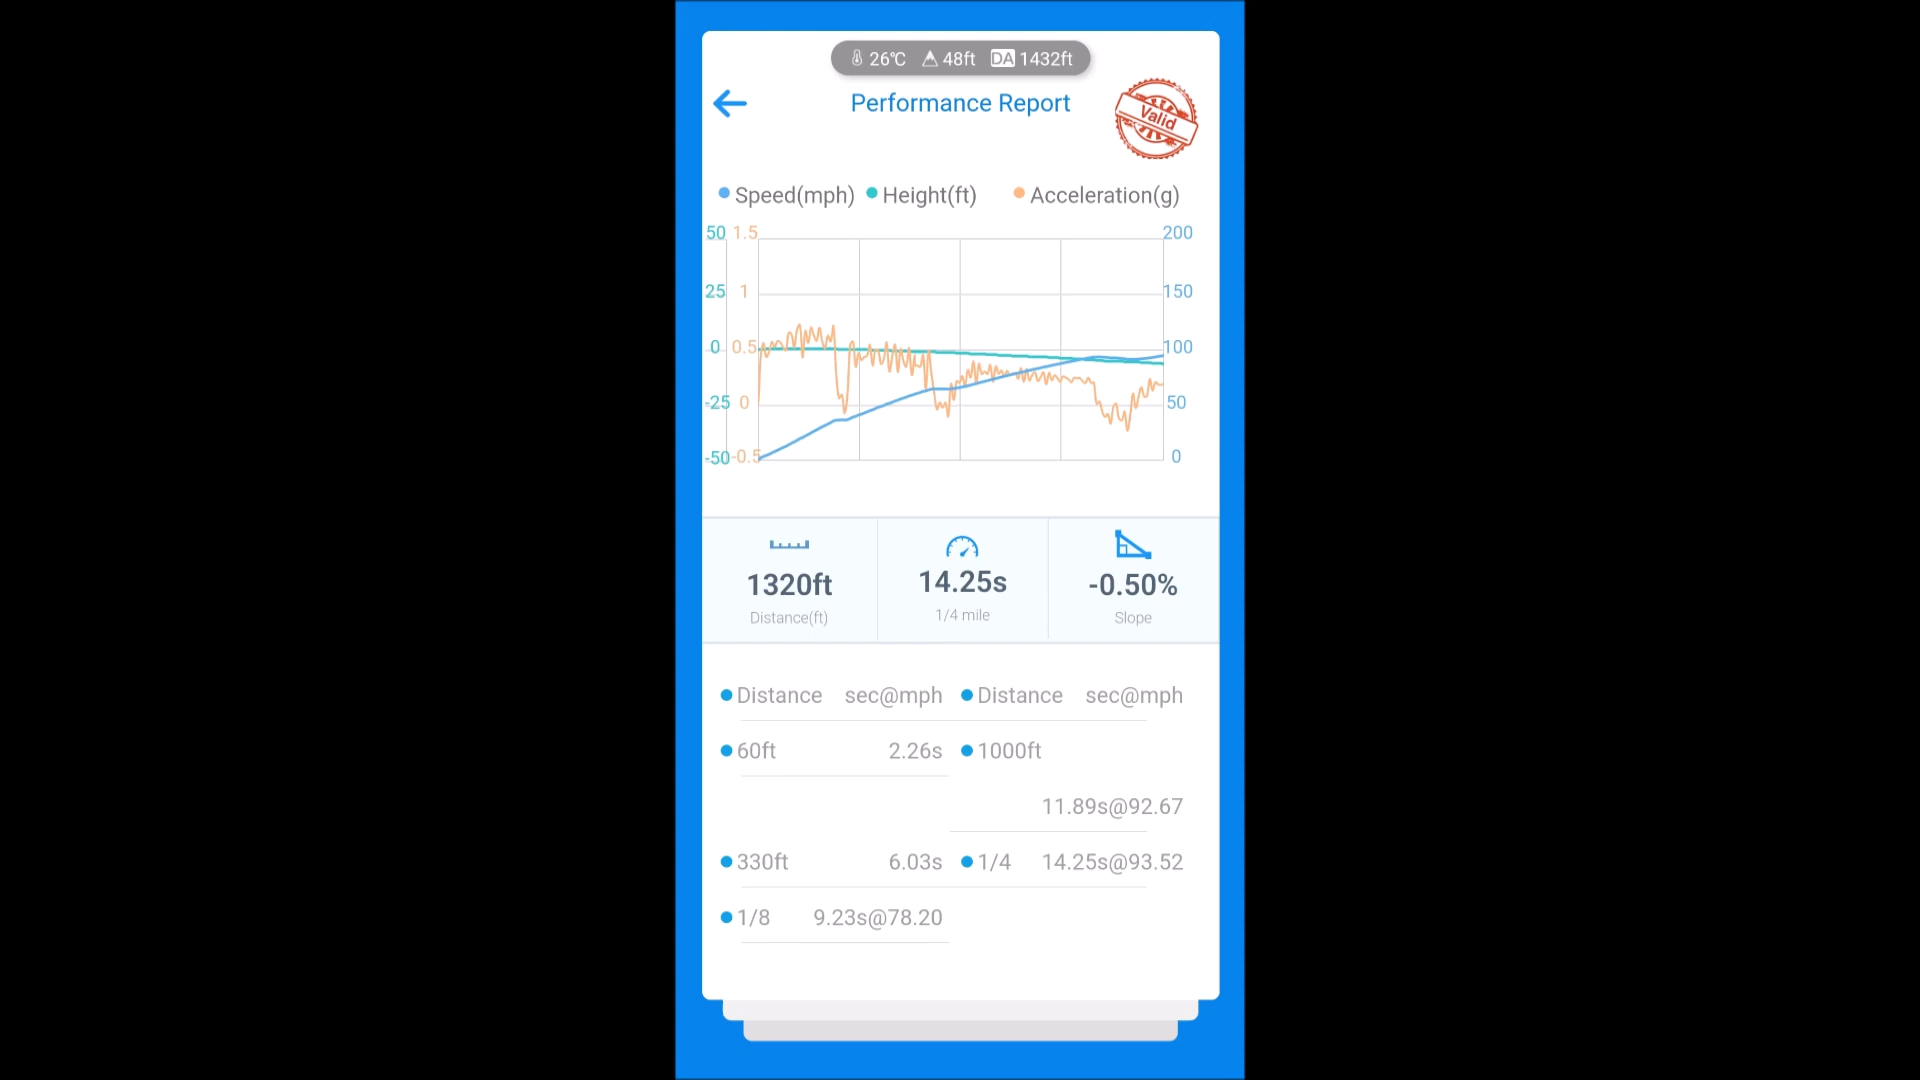 26℃ 48ft DA 1432ft
Performance Report
Valid
Speed(mph) Height(ft) Acceleration(g)
50 1.5 200
25 1 150
0 0.5 100
-25 0 50
-50 -0.5 0
1320ft 14.25s -0.50%
Distance(ft) 1/4 mile Slope
Distance sec@mph Distance sec@mph
60ft 2.26s 1000ft
11.89s@92.67
330ft 6.03s 1/4 14.25s@93.52
1/8 9.23s@78.20